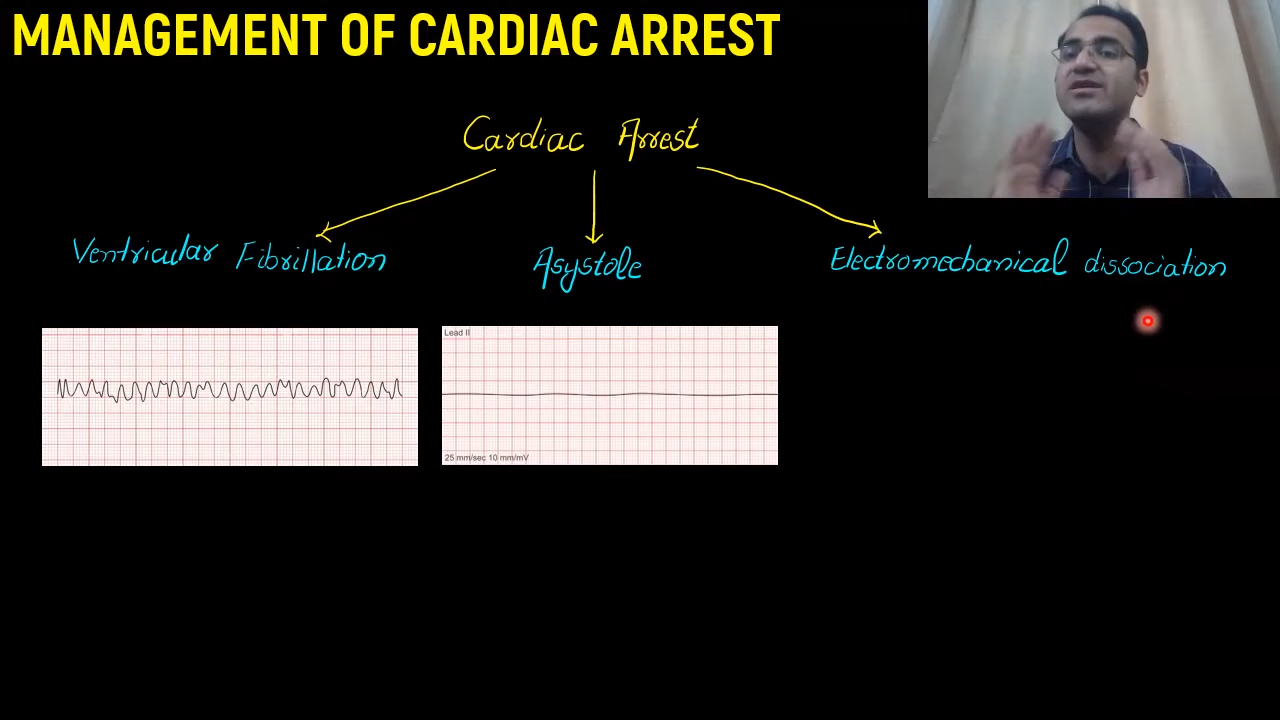 MANAGEMENT OF CARDIAC ARREST
Cardiac Arrest
Ventricular Fibrillation
Asystole
Electromechanical dissociation
Lead II
25 mm/sec 10 mm/mV